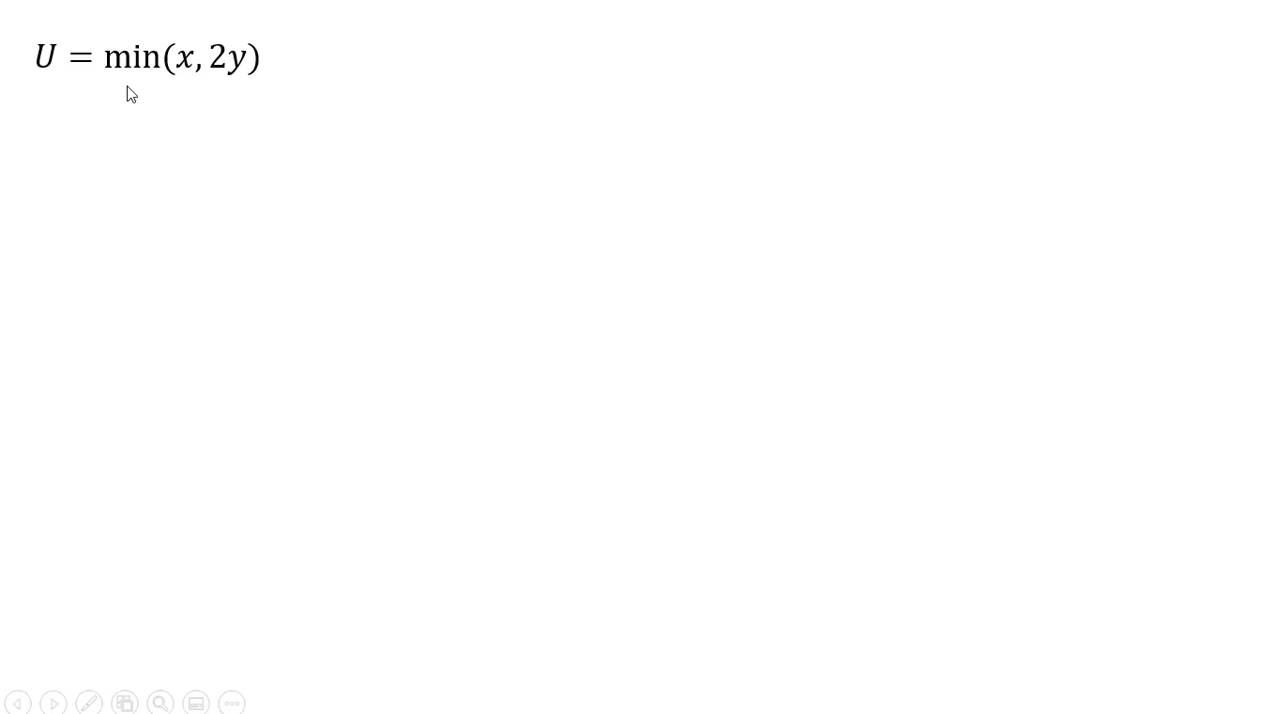 U = min(x, 2y)